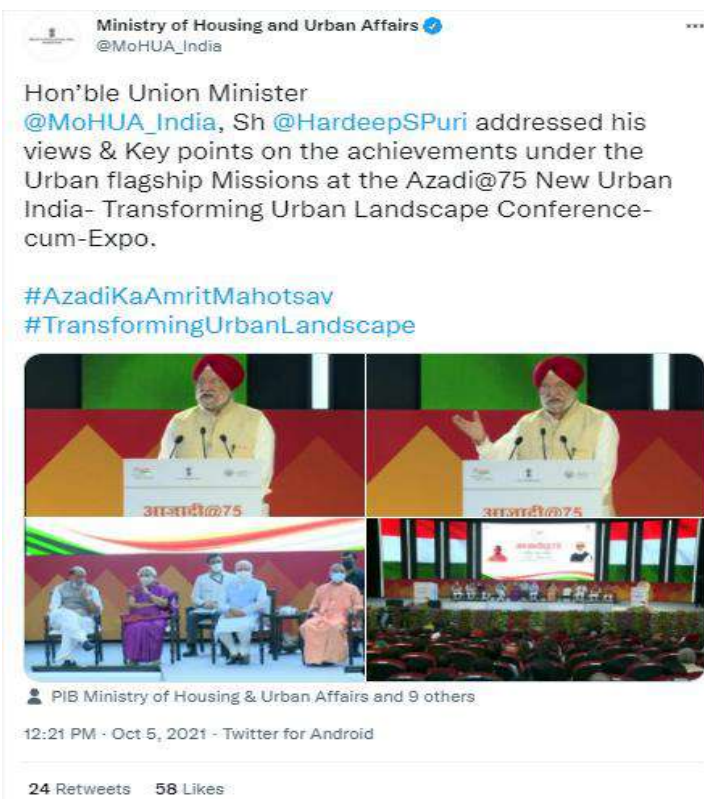 Ministry of Housing and Urban Affairs
@MoHUA_India
Hon’ble Union Minister
@MoHUA_India, Sh @HardeepSPuri addressed his
views & Key points on the achievements under the
Urban flagship Missions at the Azadi@75 New Urban
India- Transforming Urban Landscape Conference-
cum-Expo.
#AzadiKaAmritMahotsav
#TransformingUrbanLandscape
आज़ादी@75
आज़ादी@75
PIB Ministry of Housing & Urban Affairs and 9 others
12:21 PM · Oct 5, 2021 · Twitter for Android
24 Retweets 58 Likes